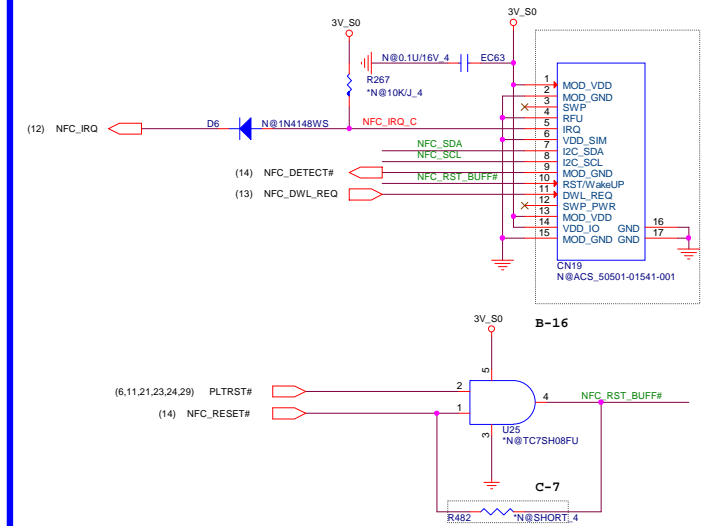 3V_S0
3V_S0
N@0.1U/16V_4
EC63
R267
*N@10K/J_4
1 MOD_VDD
2 MOD_GND
3 SWP
4 RFU
(12) NFC_IRQ
D6
N@1N4148WS
NFC_IRQ_C
5 IRQ
6 VDD_SIM
NFC_SDA
7 I2C_SDA
NFC_SCL
8 I2C_SCL
(14) NFC_DETECT#
9 MOD_GND
NFC_RST_BUFF#
10 RST/WakeUP
(13) NFC_DWL_REQ
11 DWL_REQ
12 SWP_PWR
13 MOD_VDD
14 VDD_IO GND 16
15 MOD_GND GND 17
CN19
N@ACS_50501-01541-001
B-16
3V_S0
5
(6,11,21,23,24,29) PLTRST#
2
4
NFC_RST_BUFF#
(14) NFC_RESET#
1
3
U25
*N@TC7SH08FU
C-7
R482
*N@SHORT_4